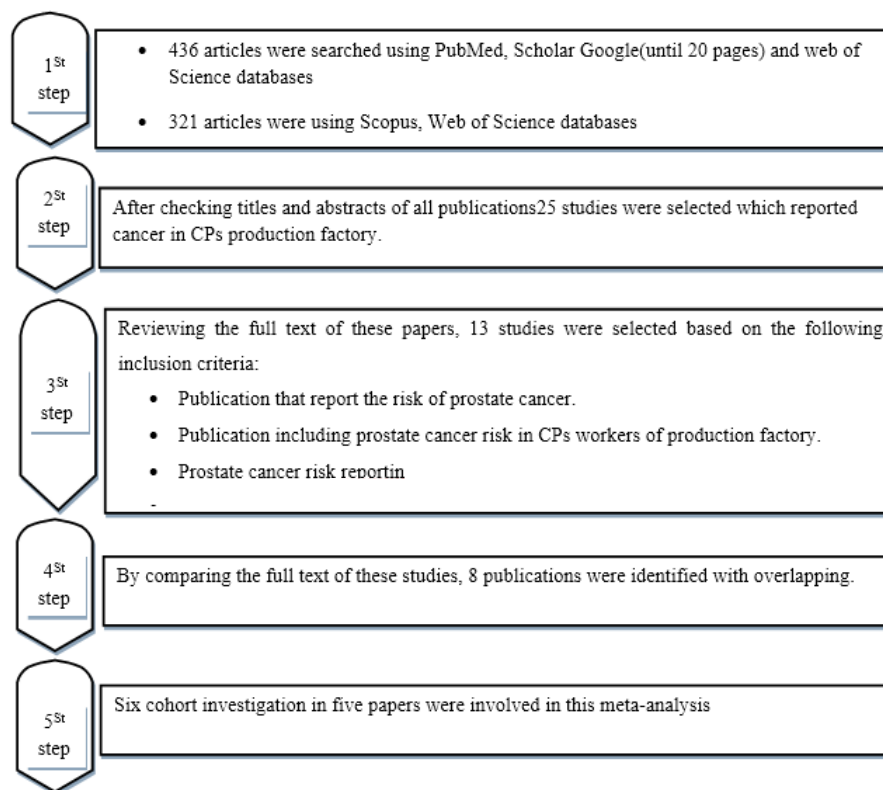 1St
step
• 436 articles were searched using PubMed, Scholar Google(until 20 pages) and web of
Science databases
• 321 articles were using Scopus, Web of Science databases
2St
step
After checking titles and abstracts of all publications25 studies were selected which reported
cancer in CPs production factory.
3St
step
Reviewing the full text of these papers, 13 studies were selected based on the following
inclusion criteria:
• Publication that report the risk of prostate cancer.
• Publication including prostate cancer risk in CPs workers of production factory.
• Prostate cancer risk reportin
-
4St
step
By comparing the full text of these studies, 8 publications were identified with overlapping.
5St
step
Six cohort investigation in five papers were involved in this meta-analysis